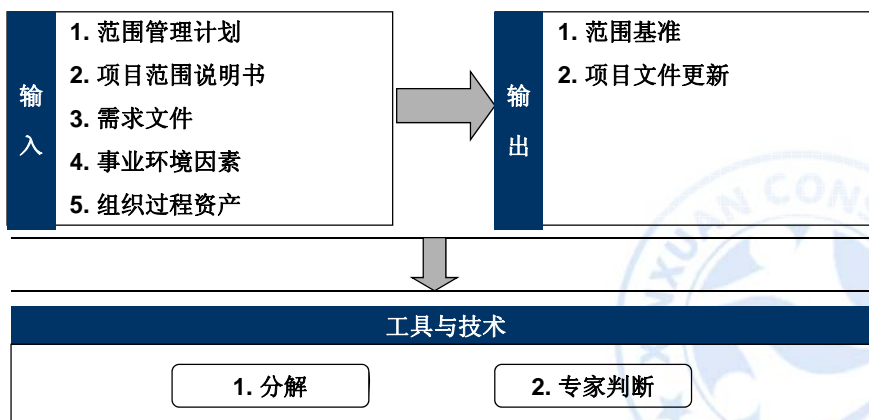 输入
1. 范围管理计划
2. 项目范围说明书
3. 需求文件
4. 事业环境因素
5. 组织过程资产
输出
1. 范围基准
2. 项目文件更新
工具与技术
1. 分解
2. 专家判断
XUAN CONS